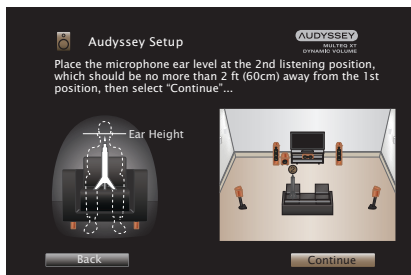 Audyssey Setup
AUDYSSEY
MULTEQ XT
DYNAMIC VOLUME
Place the microphone ear level at the 2nd listening position,
which should be no more than 2 ft (60cm) away from the 1st
position, then select “Continue”...
Ear Height
Back
Continue